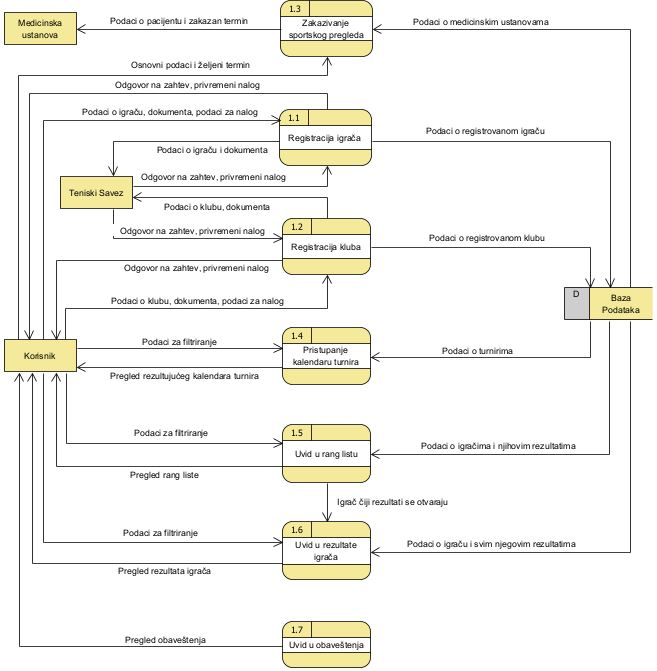 1.3
Medicinska
ustanova
Podaci o pacijentu i zakazan termin
Zakazivanje
sportskog pregleda
Podaci o medicinskim ustanovama
Osnovni podaci i željeni termin
Odgovor na zahtev, privremeni nalog
Podaci o igraču, dokumenta, podaci za nalog
1.1
Registracija igrača
Podaci o registrovanom igraču
Podaci o igraču i dokumenta
Odgovor na zahtev, privremeni nalog
Teniski Savez
Podaci o klubu, dokumenta
1.2
Odgovor na zahtev, privremeni nalog
Registracija kluba
Podaci o registrovanom klubu
Odgovor na zahtev, privremeni nalog
Podaci o klubu, dokumenta, podaci za nalog
D
Baza
Podataka
1.4
Korisnik
Podaci za filtriranje
Pristupanje
kalendaru turnira
Podaci o turnirima
Pregled rezultujućeg kalendara turnira
1.5
Podaci za filtriranje
Uvid u rang listu
Podaci o igračima i njihovim rezultatima
Pregled rang liste
Igrač čiji rezultati se otvaraju
1.6
Podaci za filtriranje
Uvid u rezultate
igrača
Podaci o igraču i svim njegovim rezultatima
Pregled rezultata igrača
1.7
Pregled obaveštenja
Uvid u obaveštenja